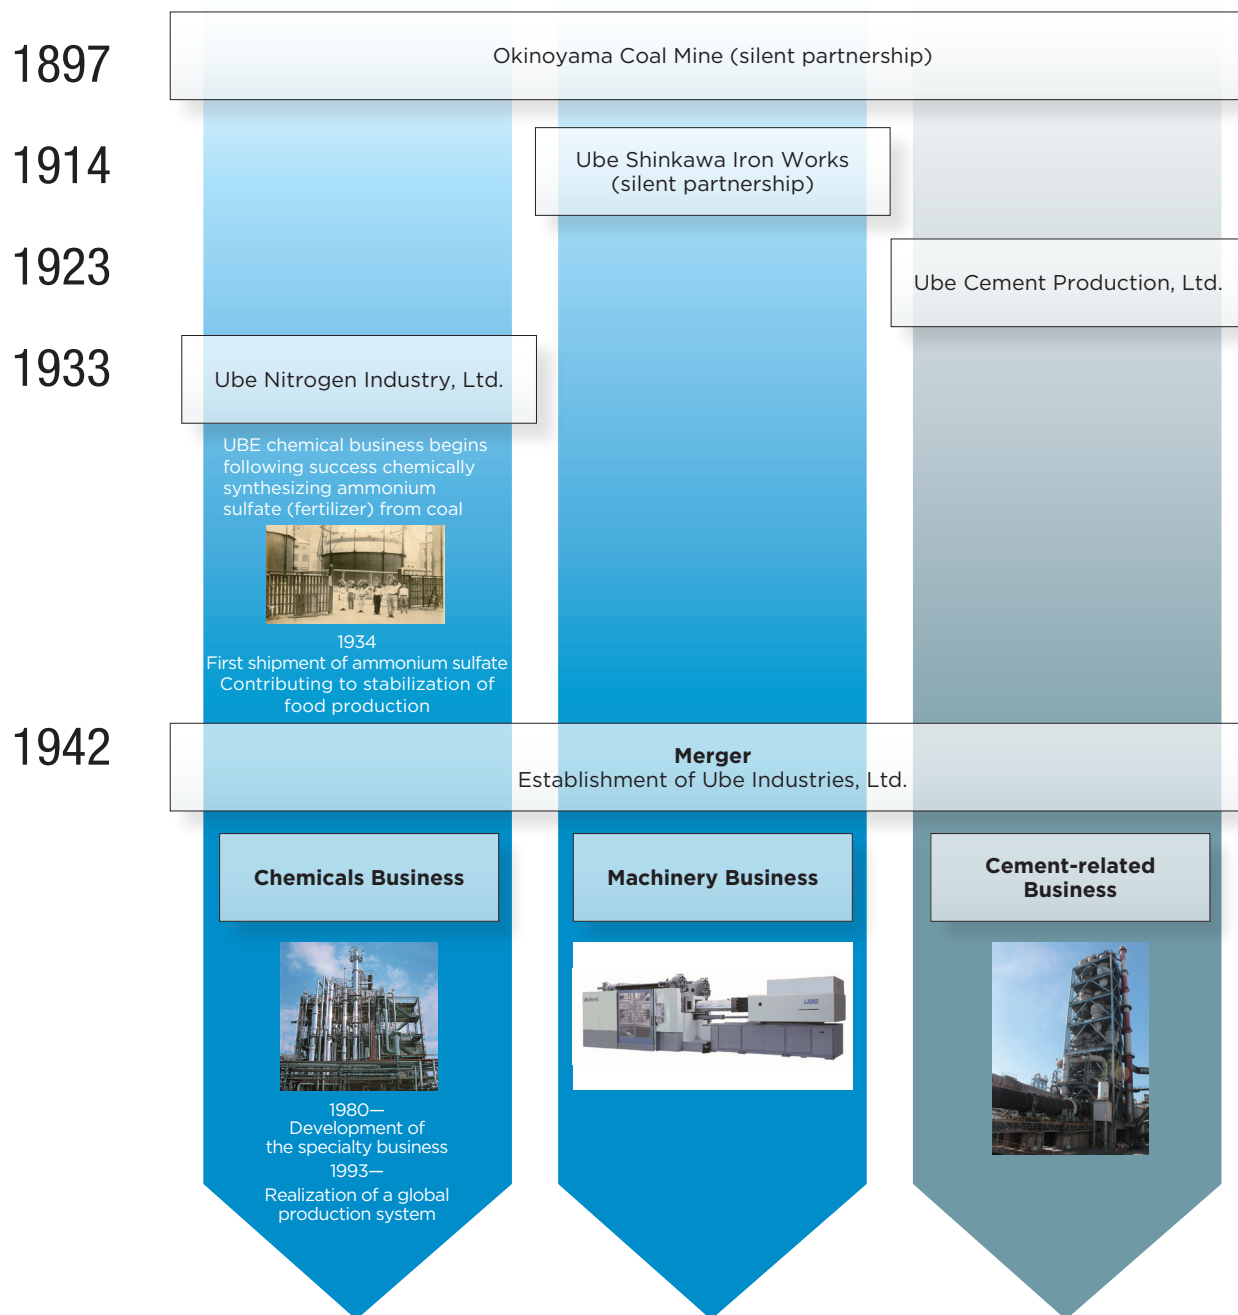 1897
Okinoyama Coal Mine (silent partnership)
1914
Ube Shinkawa Iron Works
(silent partnership)
1923
Ube Cement Production, Ltd.
1933
Ube Nitrogen Industry, Ltd.
UBE chemical business begins
following success chemically
synthesizing ammonium
sulfate (fertilizer) from coal
1934
First shipment of ammonium sulfate
Contributing to stabilization of
food production
1942
Merger
Establishment of Ube Industries, Ltd.
Chemicals Business
Machinery Business
Cement-related
Business
UBE
1980—
Development of
the specialty business
1993—
Realization of a global
production system